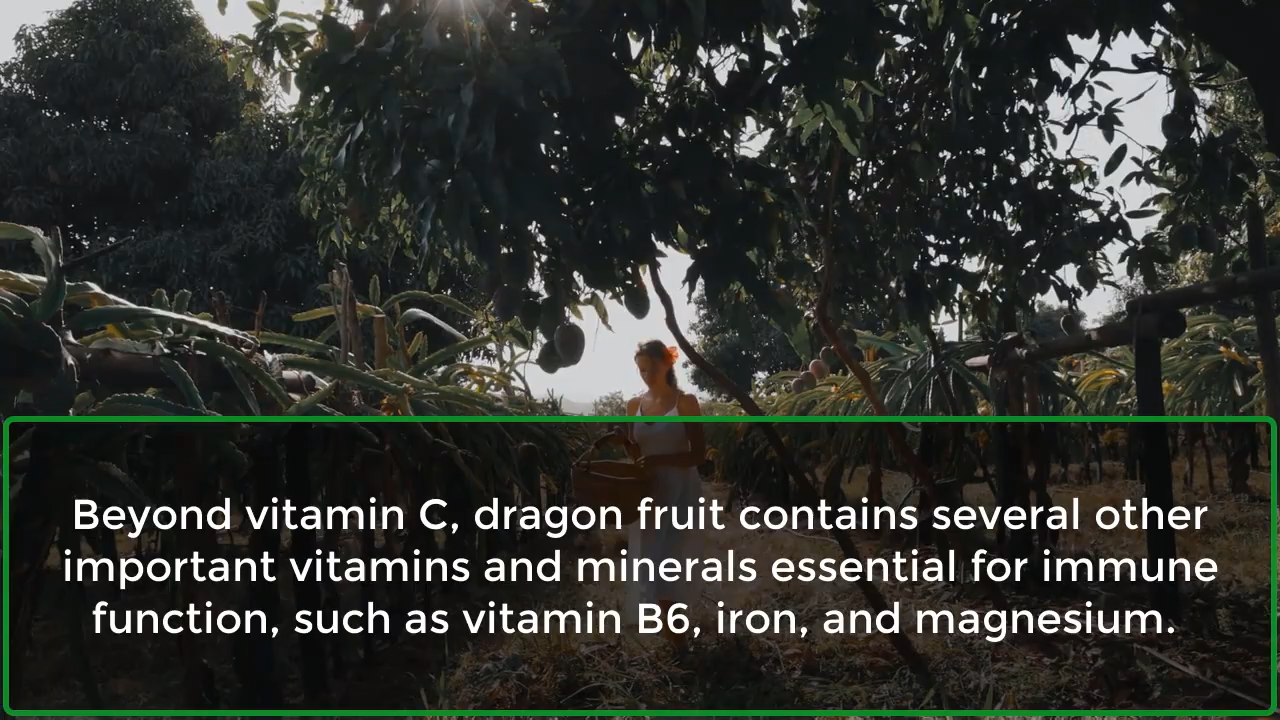 Beyond vitamin C, dragon fruit contains several other
important vitamins and minerals essential for immune
function, such as vitamin B6, iron, and magnesium.